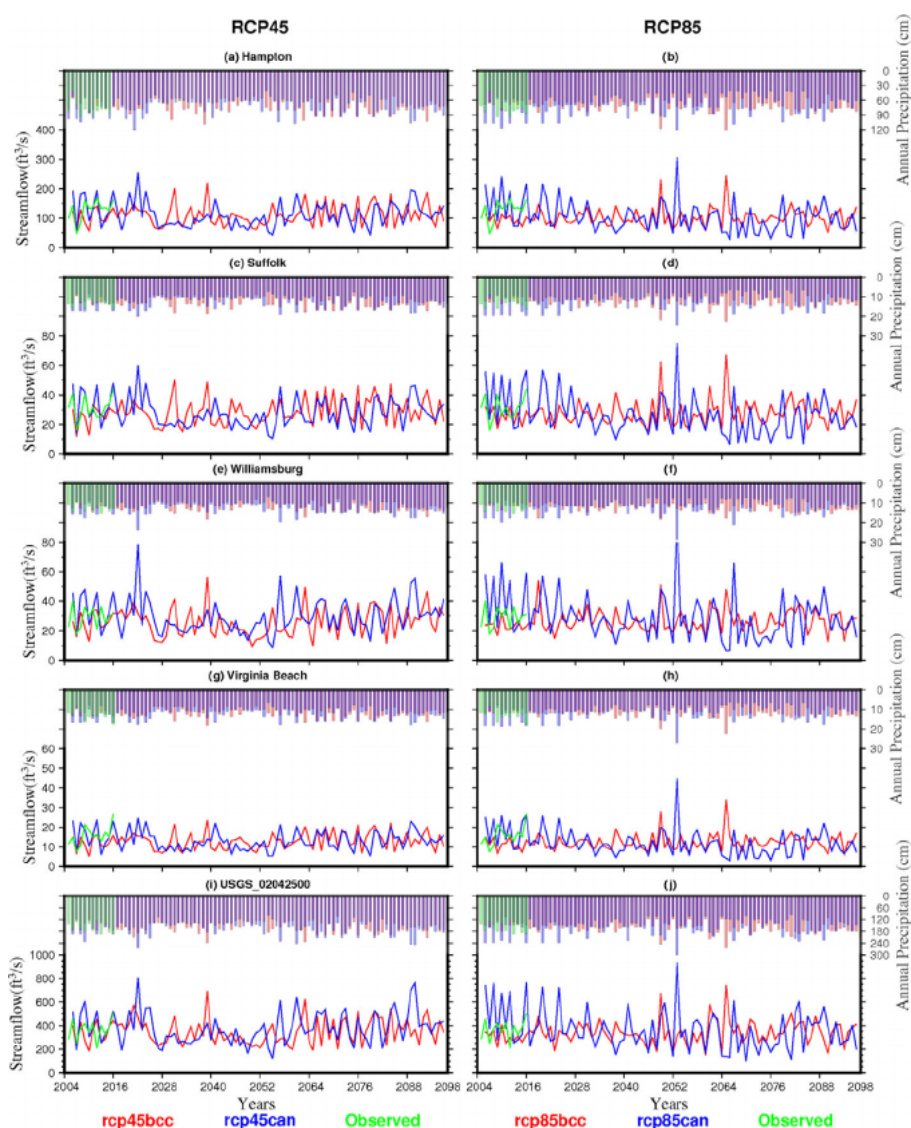 RCP45 RCP85
(a) Hampton (b)
Streamflow(ft³/s)
400
300
200
100
0
0
30
60
90
120
Annual Precipitation (cm)
(c) Suffolk (d)
Streamflow(ft³/s)
80
60
40
20
0
0
10
20
30
Annual Precipitation (cm)
(e) Williamsburg (f)
Streamflow(ft³/s)
80
60
40
20
0
0
10
20
30
Annual Precipitation (cm)
(g) Virginia Beach (h)
Streamflow(ft³/s)
60
50
40
30
20
10
0
0
10
20
30
Annual Precipitation (cm)
(i) USGS_02042500 (j)
Streamflow(ft³/s)
1000
800
600
400
200
0
0
60
120
180
240
300
Annual Precipitation (cm)
2004 2016 2028 2040 2052 2064 2076 2088 2098 2004 2016 2028 2040 2052 2064 2076 2088 2098
Years Years
rcp45bcc rcp45can Observed rcp85bcc rcp85can Observed